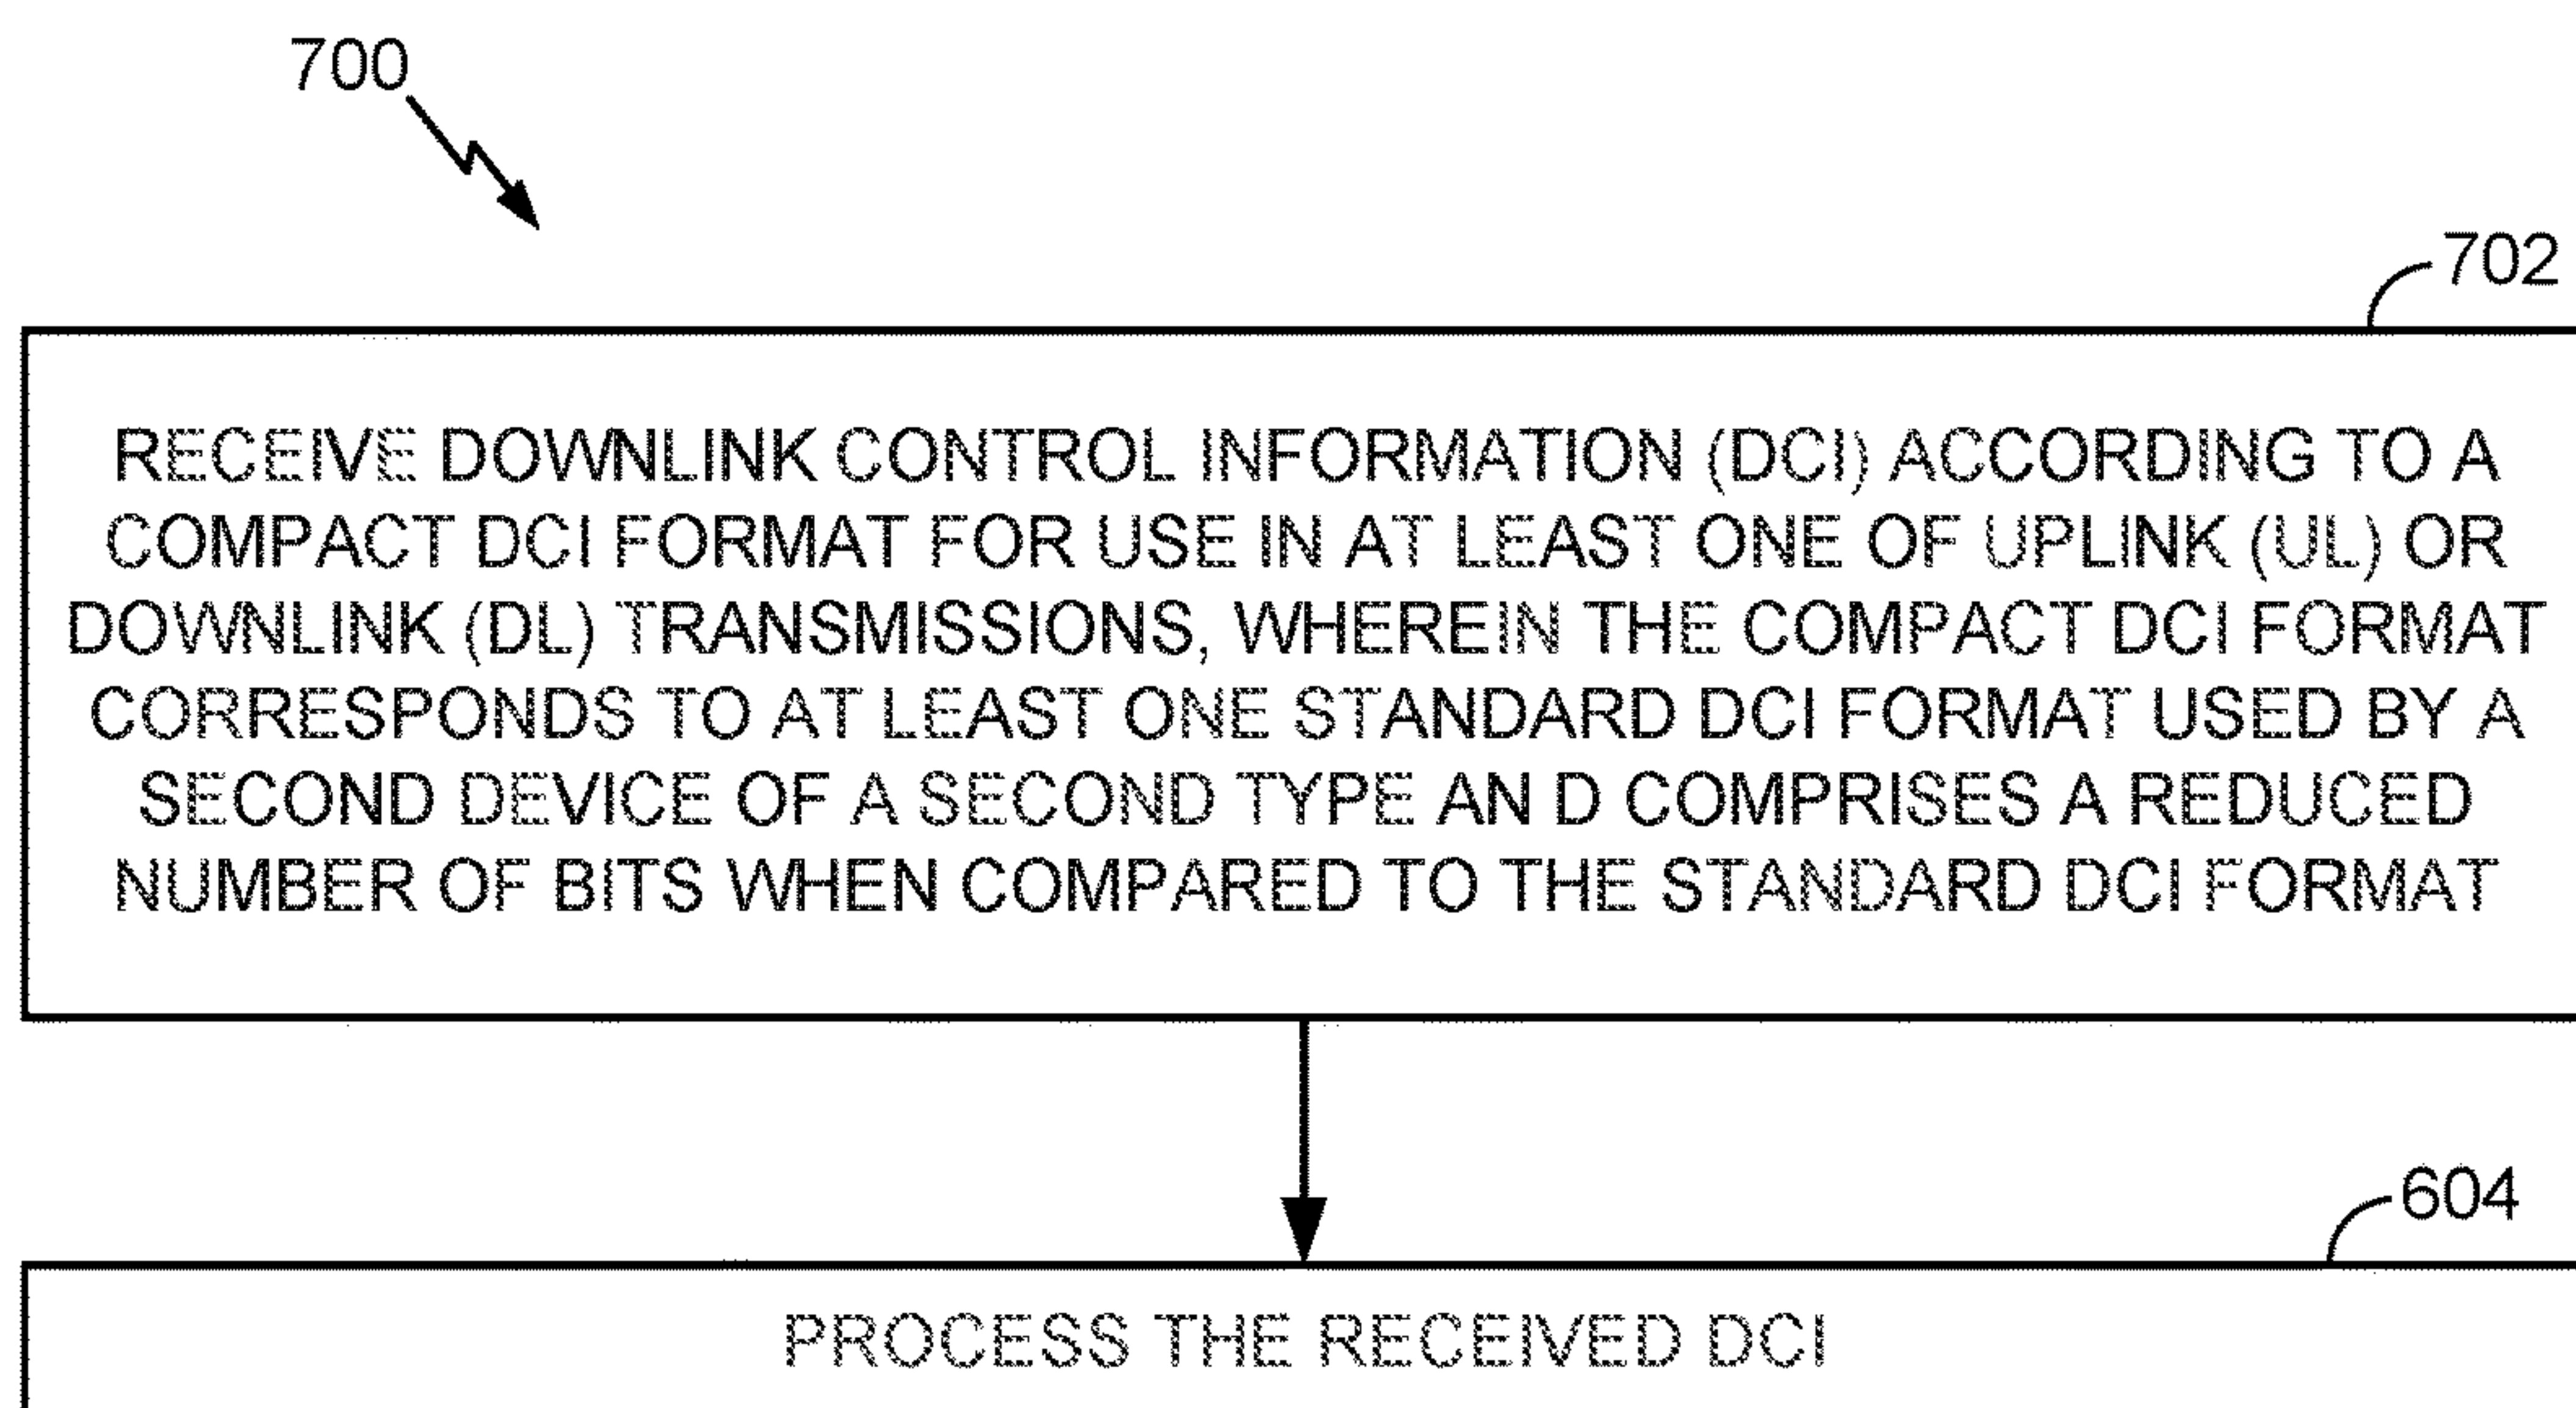 700
702
RECEIVE DOWNLINK CONTROL INFORMATION (DCI) ACCORDING TO A
COMPACT DCI FORMAT FOR USE IN AT LEAST ONE OF UPLINK (UL) OR
DOWNLINK (DL) TRANSMISSIONS, WHEREIN THE COMPACT DCI FORMAT
CORRESPONDS TO AT LEAST ONE STANDARD DCI FORMAT USED BY A
SECOND DEVICE OF A SECOND TYPE AN D COMPRISES A REDUCED
NUMBER OF BITS WHEN COMPARED TO THE STANDARD DCI FORMAT
604
PROCESS THE RECEIVED DCI